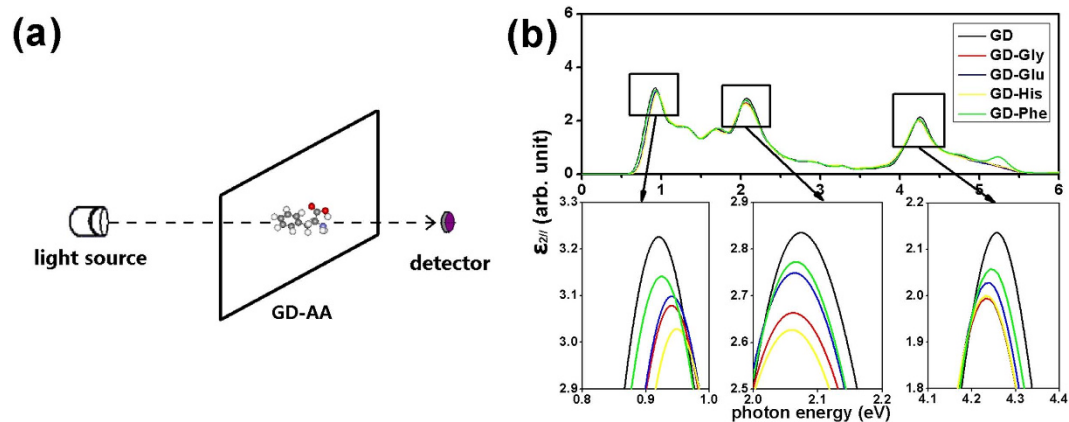 (a)
light source
GD-AA
detector
(b)
ε2// (arb. unit)
6
4
2
0
0 1 2 3 4 5 6
GD
GD-Gly
GD-Glu
GD-His
GD-Phe
3.3
3.2
3.1
3.0
2.9
0.8 0.9 1.0
2.9
2.8
2.7
2.6
2.5
2.0 2.1 2.2
2.2
2.1
2.0
1.9
1.8
4.1 4.2 4.3 4.4
photon energy (eV)